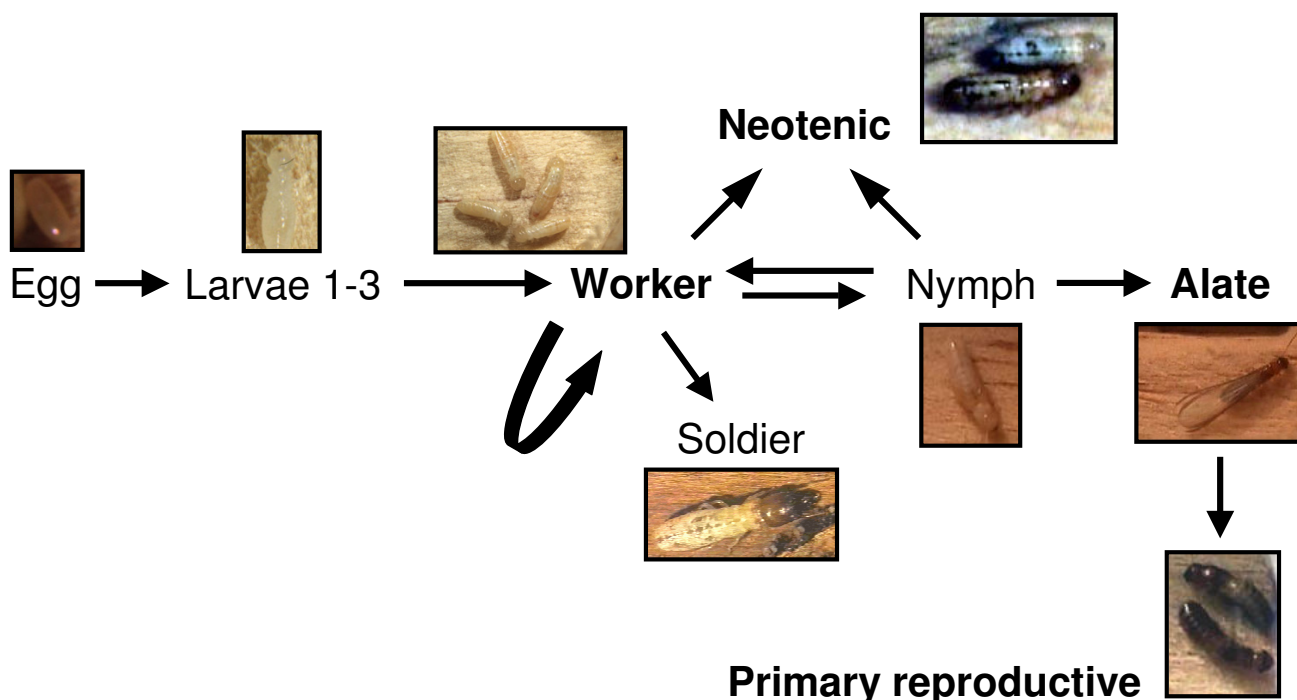 Neotenic
Egg
Larvae 1-3
Worker
Nymph
Alate
Soldier
Primary reproductive